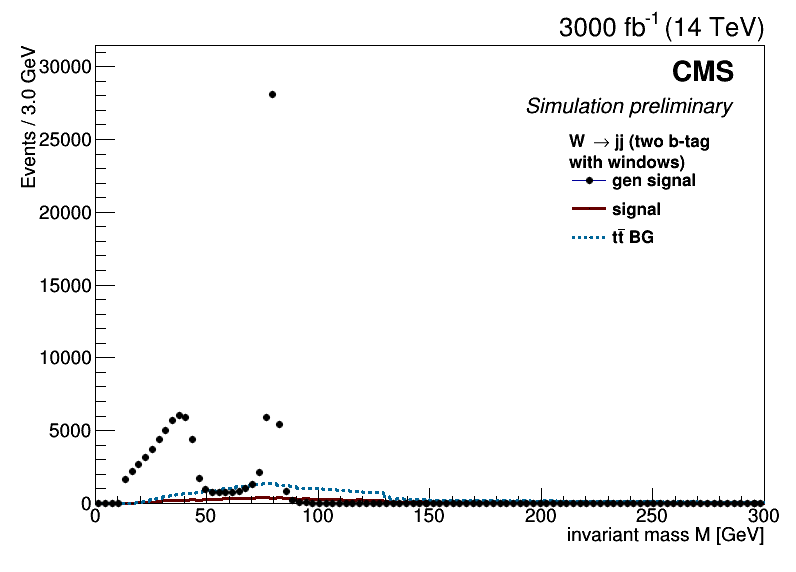 3000 fb⁻¹ (14 TeV)
Events / 3.0 GeV
30000
25000
20000
15000
10000
5000
0
CMS
Simulation preliminary
W → jj (two b-tag
with windows)
gen signal
signal
tt̄ BG
0 50 100 150 200 250 300
invariant mass M [GeV]